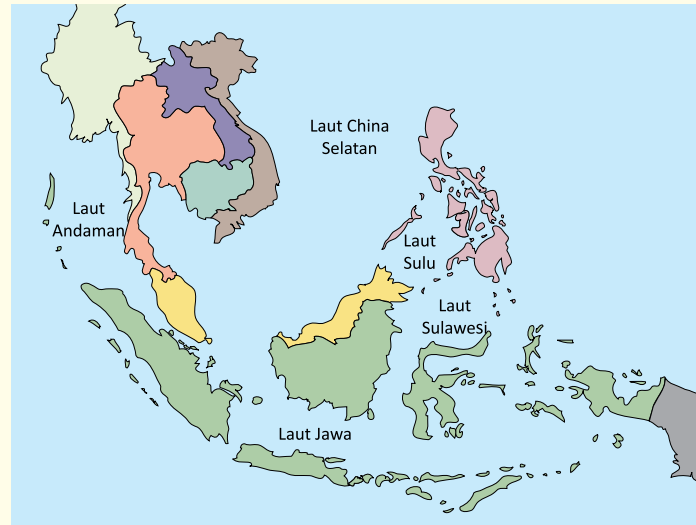 Laut China
Selatan
Laut
Andaman
Laut
Sulu
Laut
Sulawesi
Laut Jawa